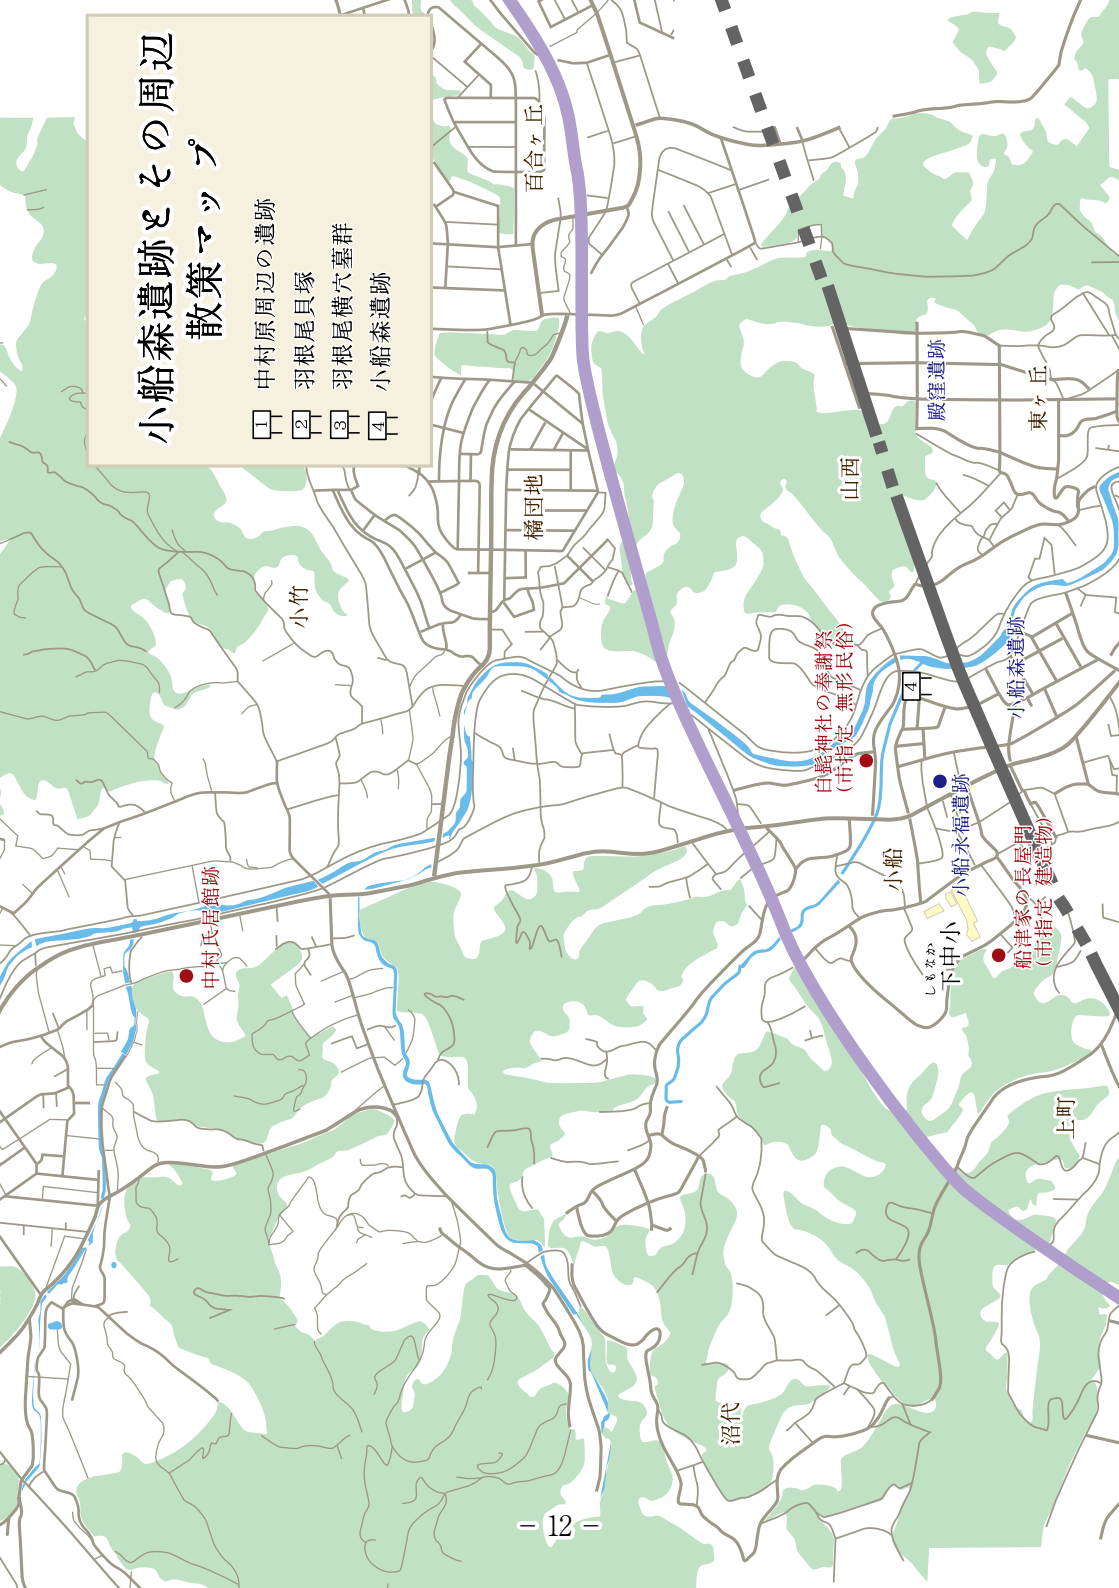 小船森遺跡とその周辺
散策マップ
1 中村原周辺の遺跡
2 羽根尾貝塚
3 羽根尾横穴墓群
4 小船森遺跡
百合ヶ丘
橘団地
小竹
殿窪遺跡
東ヶ丘
山西
白髭神社の奉謝祭
(市指定 無形民俗)
4
小船森遺跡
小船永福遺跡
小船
中村氏居館跡
船津家の長屋門
(市指定 建造物)
しもなか
下中小
上町
沼代
－ 12 －